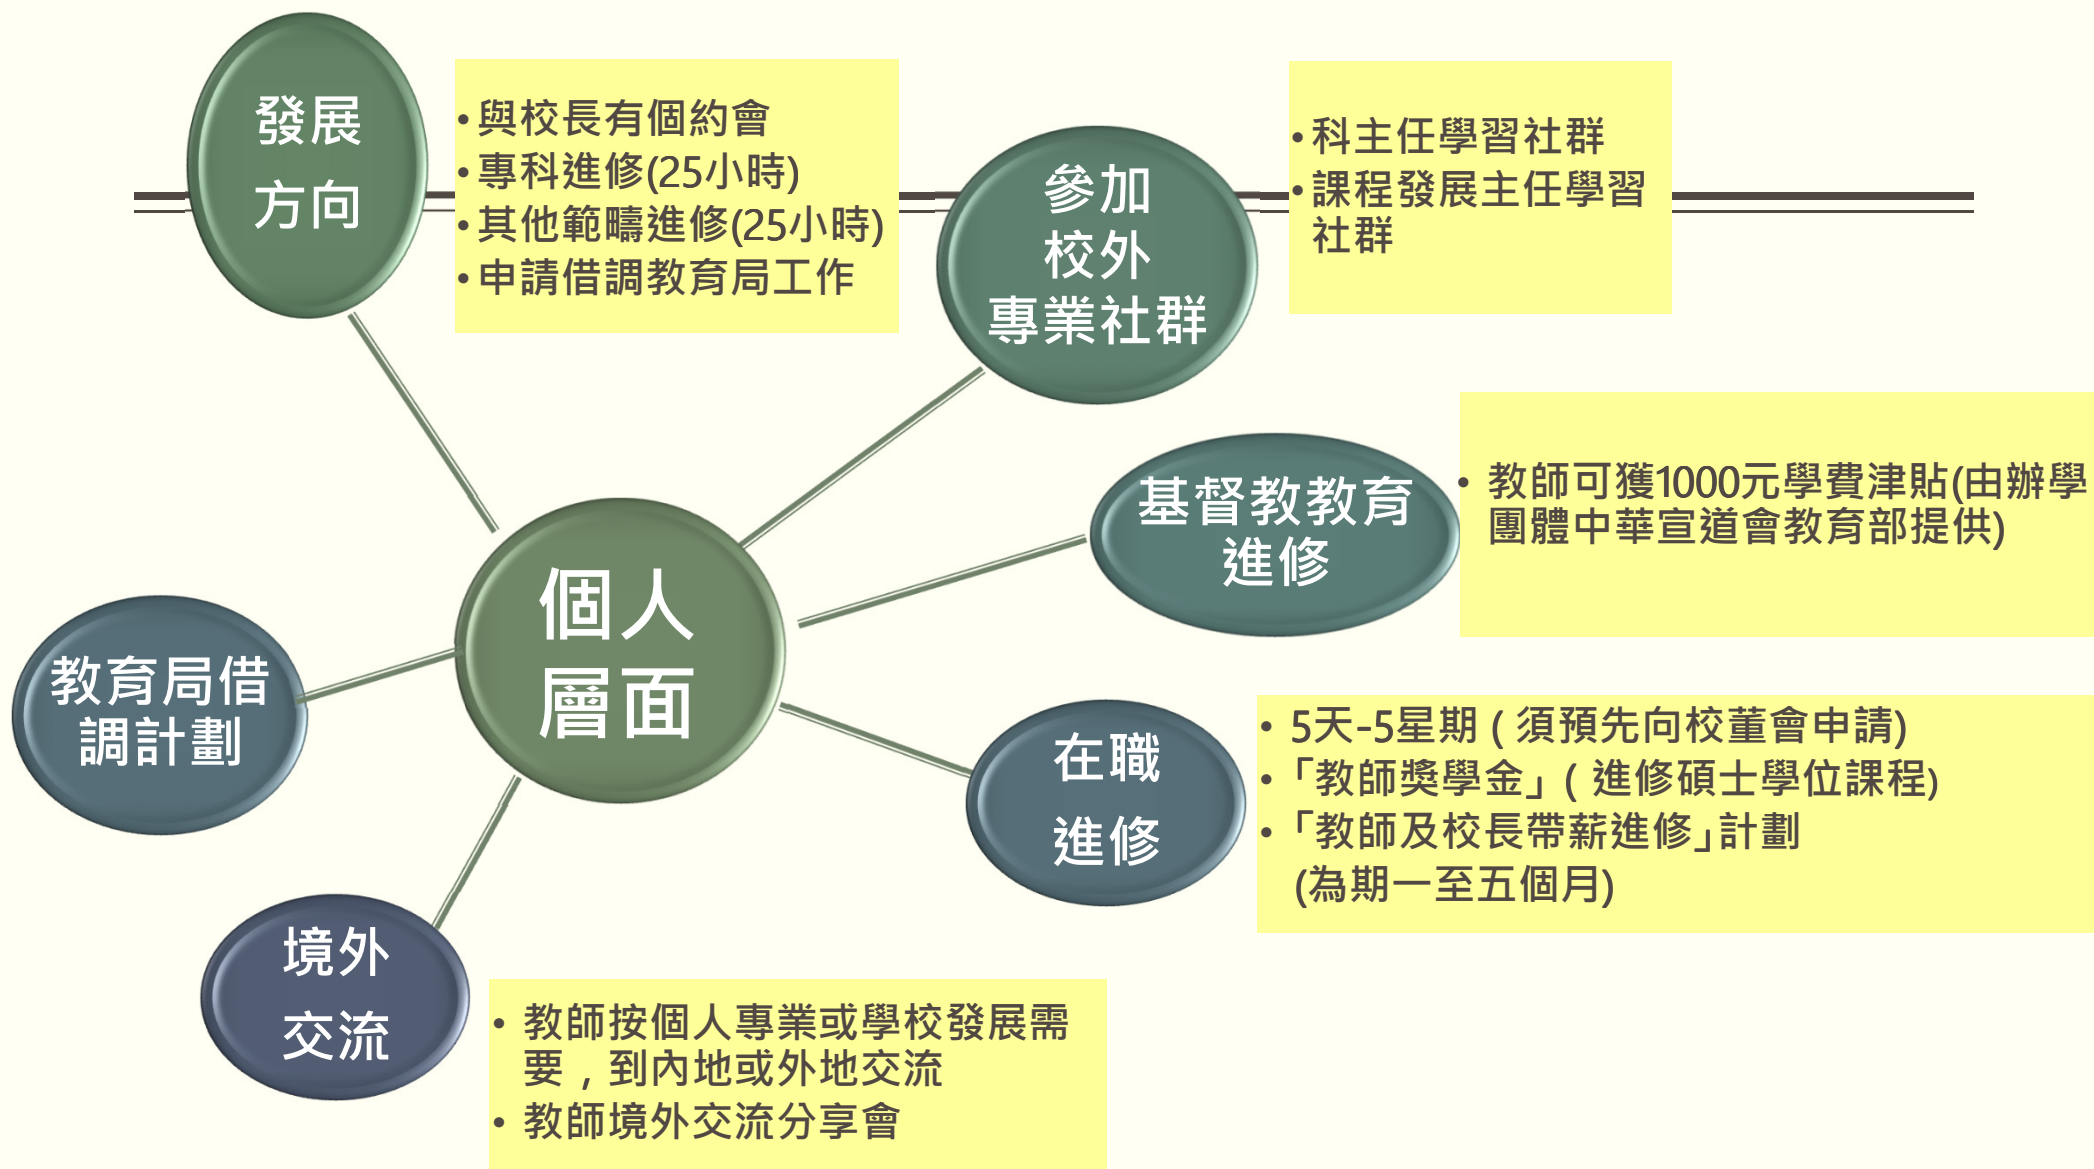 發展
方向
•與校長有個約會
•專科進修(25小時)
•其他範疇進修(25小時)
•申請借調教育局工作
參加
校外
專業社群
•科主任學習社群
•課程發展主任學習
社群
基督教教育
進修
• 教師可獲1000元學費津貼(由辦學
團體中華宣道會教育部提供)
個人
層面
教育局借
調計劃
在職
進修
• 5天-5星期（須預先向校董會申請)
•「教師獎學金」（進修碩士學位課程)
•「教師及校長帶薪進修」計劃
(為期一至五個月)
境外
交流
• 教師按個人專業或學校發展需
要，到內地或外地交流
• 教師境外交流分享會